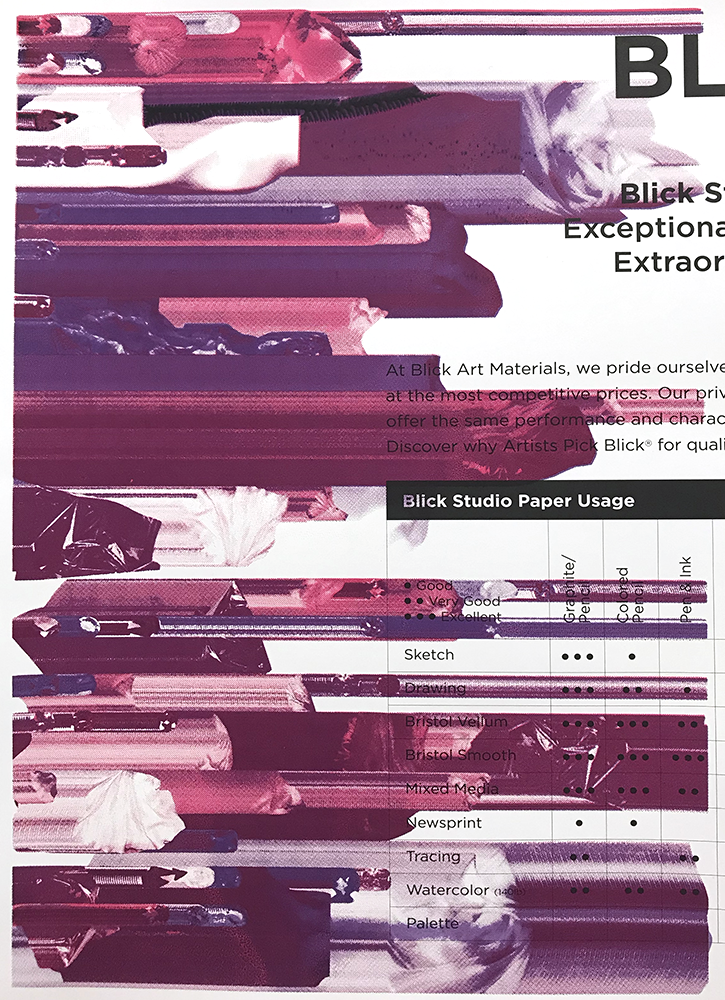 BL
Blick S
Exceptiona
Extraor
At Blick Art Materials, we pride ourselve
at the most competitive prices. Our priv
offer the same performance and charac
Discover why Artists Pick Blick® for quali
Blick Studio Paper Usage
• Good
•• Very Good
••• Excellent
Graphite/
Pencil
Colored
Pencil
Pen & Ink
Sketch ••• •
Drawing ••• •• •
Bristol Vellum ••• ••• ••
Bristol Smooth ••• ••• •••
Mixed Media ••• ••• ••
Newsprint • •
Tracing •• ••
Watercolor •• •• ••
Palette